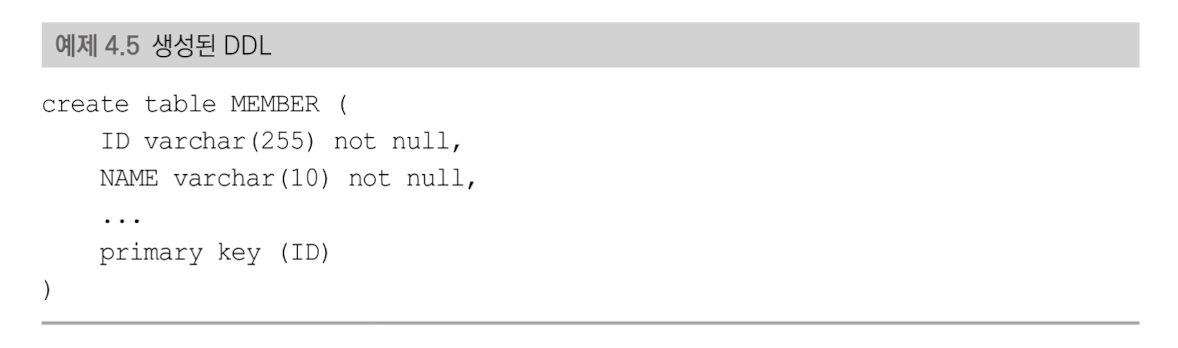 예제 4.5 생성된 DDL
create table MEMBER (
    ID varchar(255) not null,
    NAME varchar(10) not null,
    ...
    primary key (ID)
)